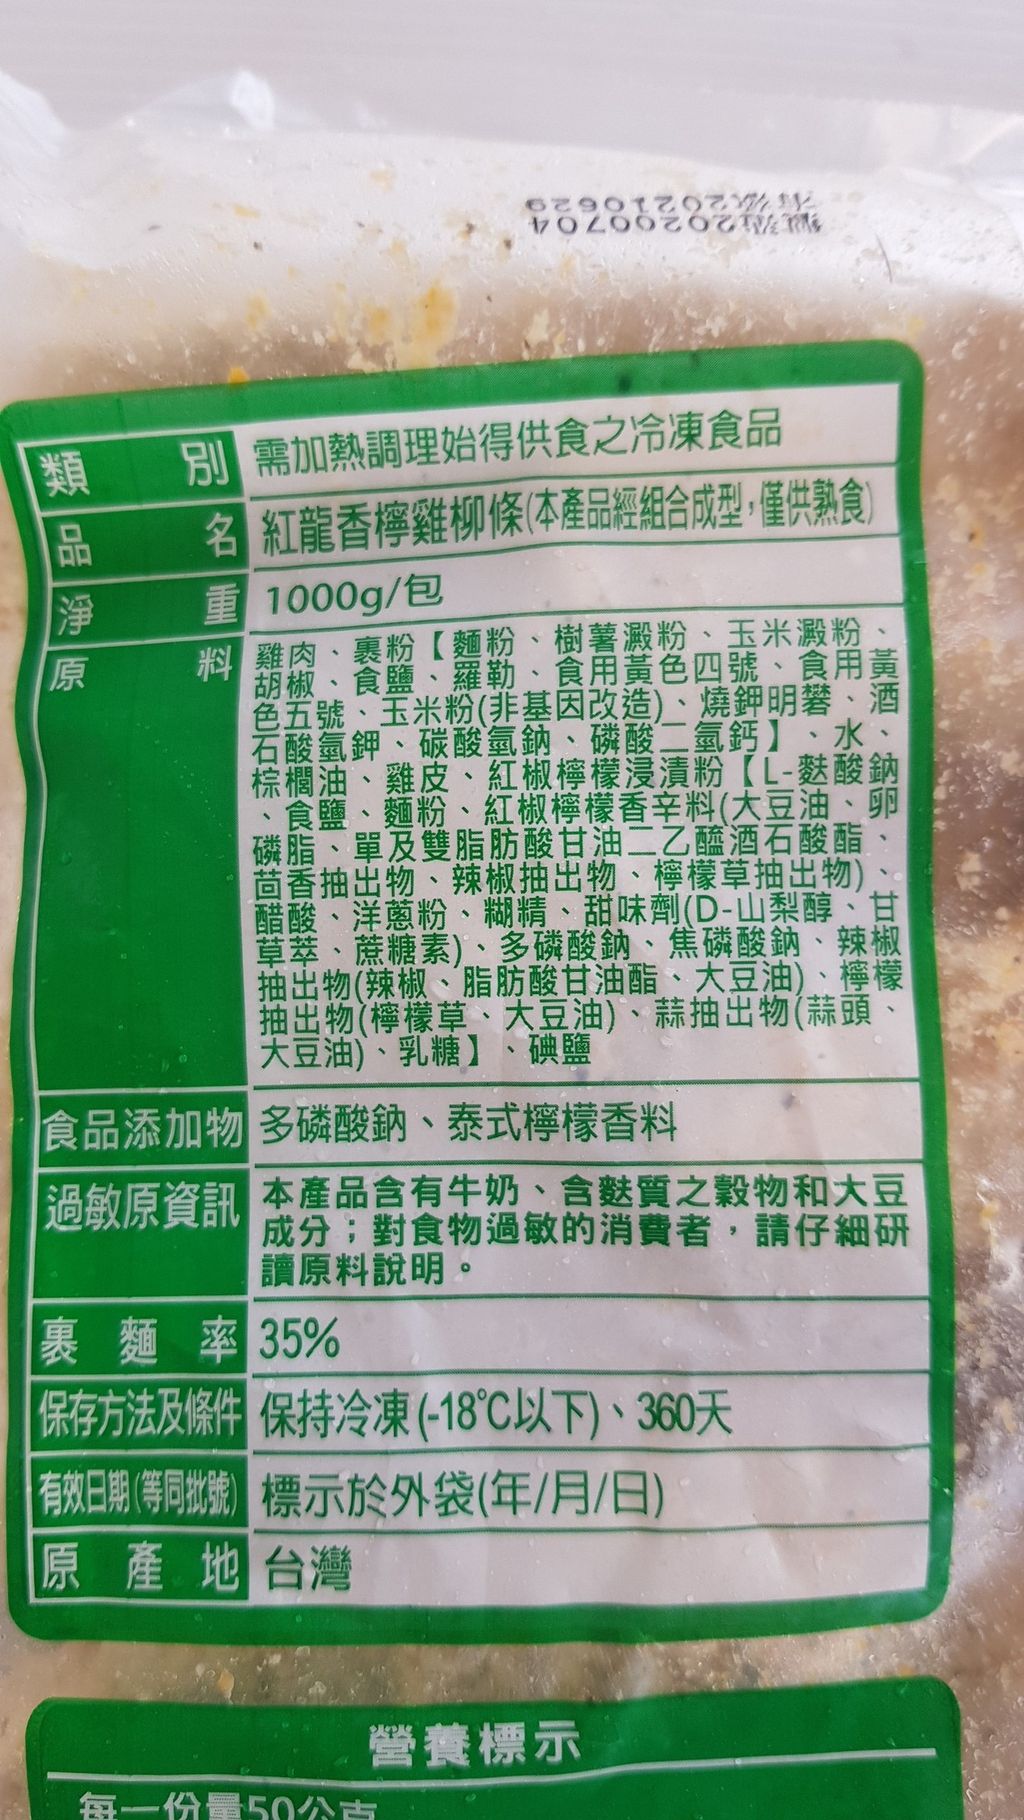 製造20200704
有效20210629
類別 需加熱調理始得供食之冷凍食品
品名 紅龍香檸雞柳條(本產品經組合成型，僅供熟食)
淨重 1000g/包
原料 雞肉、裹粉【麵粉、樹薯澱粉、玉米澱粉、
胡椒、食鹽、羅勒、食用黃色四號、食用黃
色五號、玉米粉(非基因改造)、燒鉀明礬、酒
石酸氫鉀、碳酸氫鈉、磷酸二氫鈣】、水、
棕櫚油、雞皮、紅椒檸檬浸漬粉【L-麩酸鈉
、食鹽、麵粉、紅椒檸檬香辛料(大豆油、卵
磷脂、單及雙脂肪酸甘油二乙醯酒石酸酯、
茴香抽出物、辣椒抽出物、檸檬草抽出物)、
醋酸、洋蔥粉、糊精、甜味劑(D-山梨醇、甘
草萃、蔗糖素)、多磷酸鈉、焦磷酸鈉、辣椒
抽出物(辣椒、脂肪酸甘油酯、大豆油)、檸檬
抽出物(檸檬草、大豆油)、蒜抽出物(蒜頭、
大豆油)、乳糖】、碘鹽
食品添加物 多磷酸鈉、泰式檸檬香料
過敏原資訊 本產品含有牛奶、含麩質之穀物和大豆
成分；對食物過敏的消費者，請仔細研
讀原料說明。
裹麵率 35%
保存方法及條件 保持冷凍(-18℃以下)、360天
有效日期(等同批號) 標示於外袋(年/月/日)
原產地 台灣
營養標示
每一份量50公克